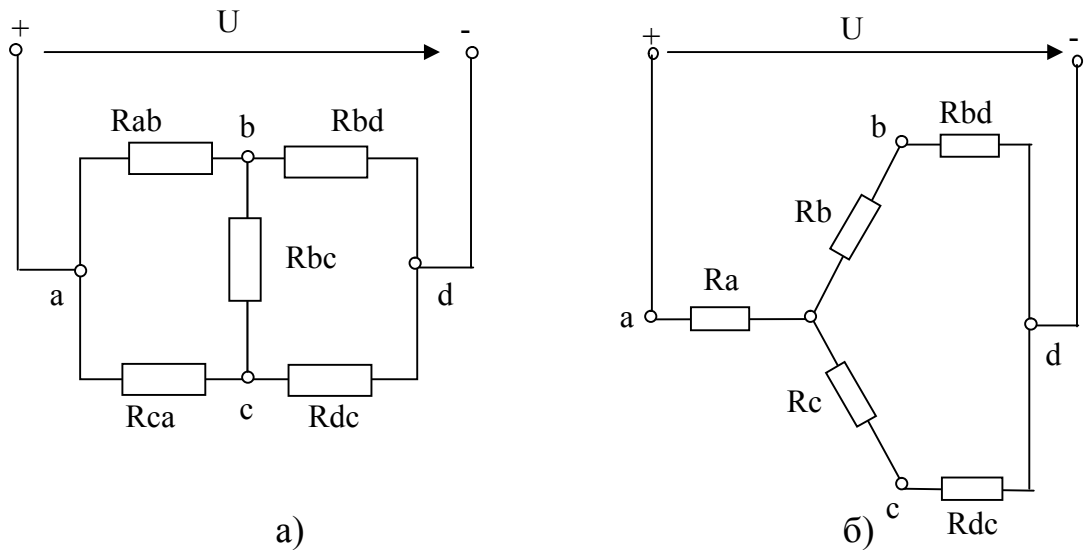 U
+
-
Rab
b
Rbd
Rbc
a
d
Rca
c
Rdc
а)
U
+
-
b
Rbd
Rb
Ra
a
d
Rc
c
Rdc
б)